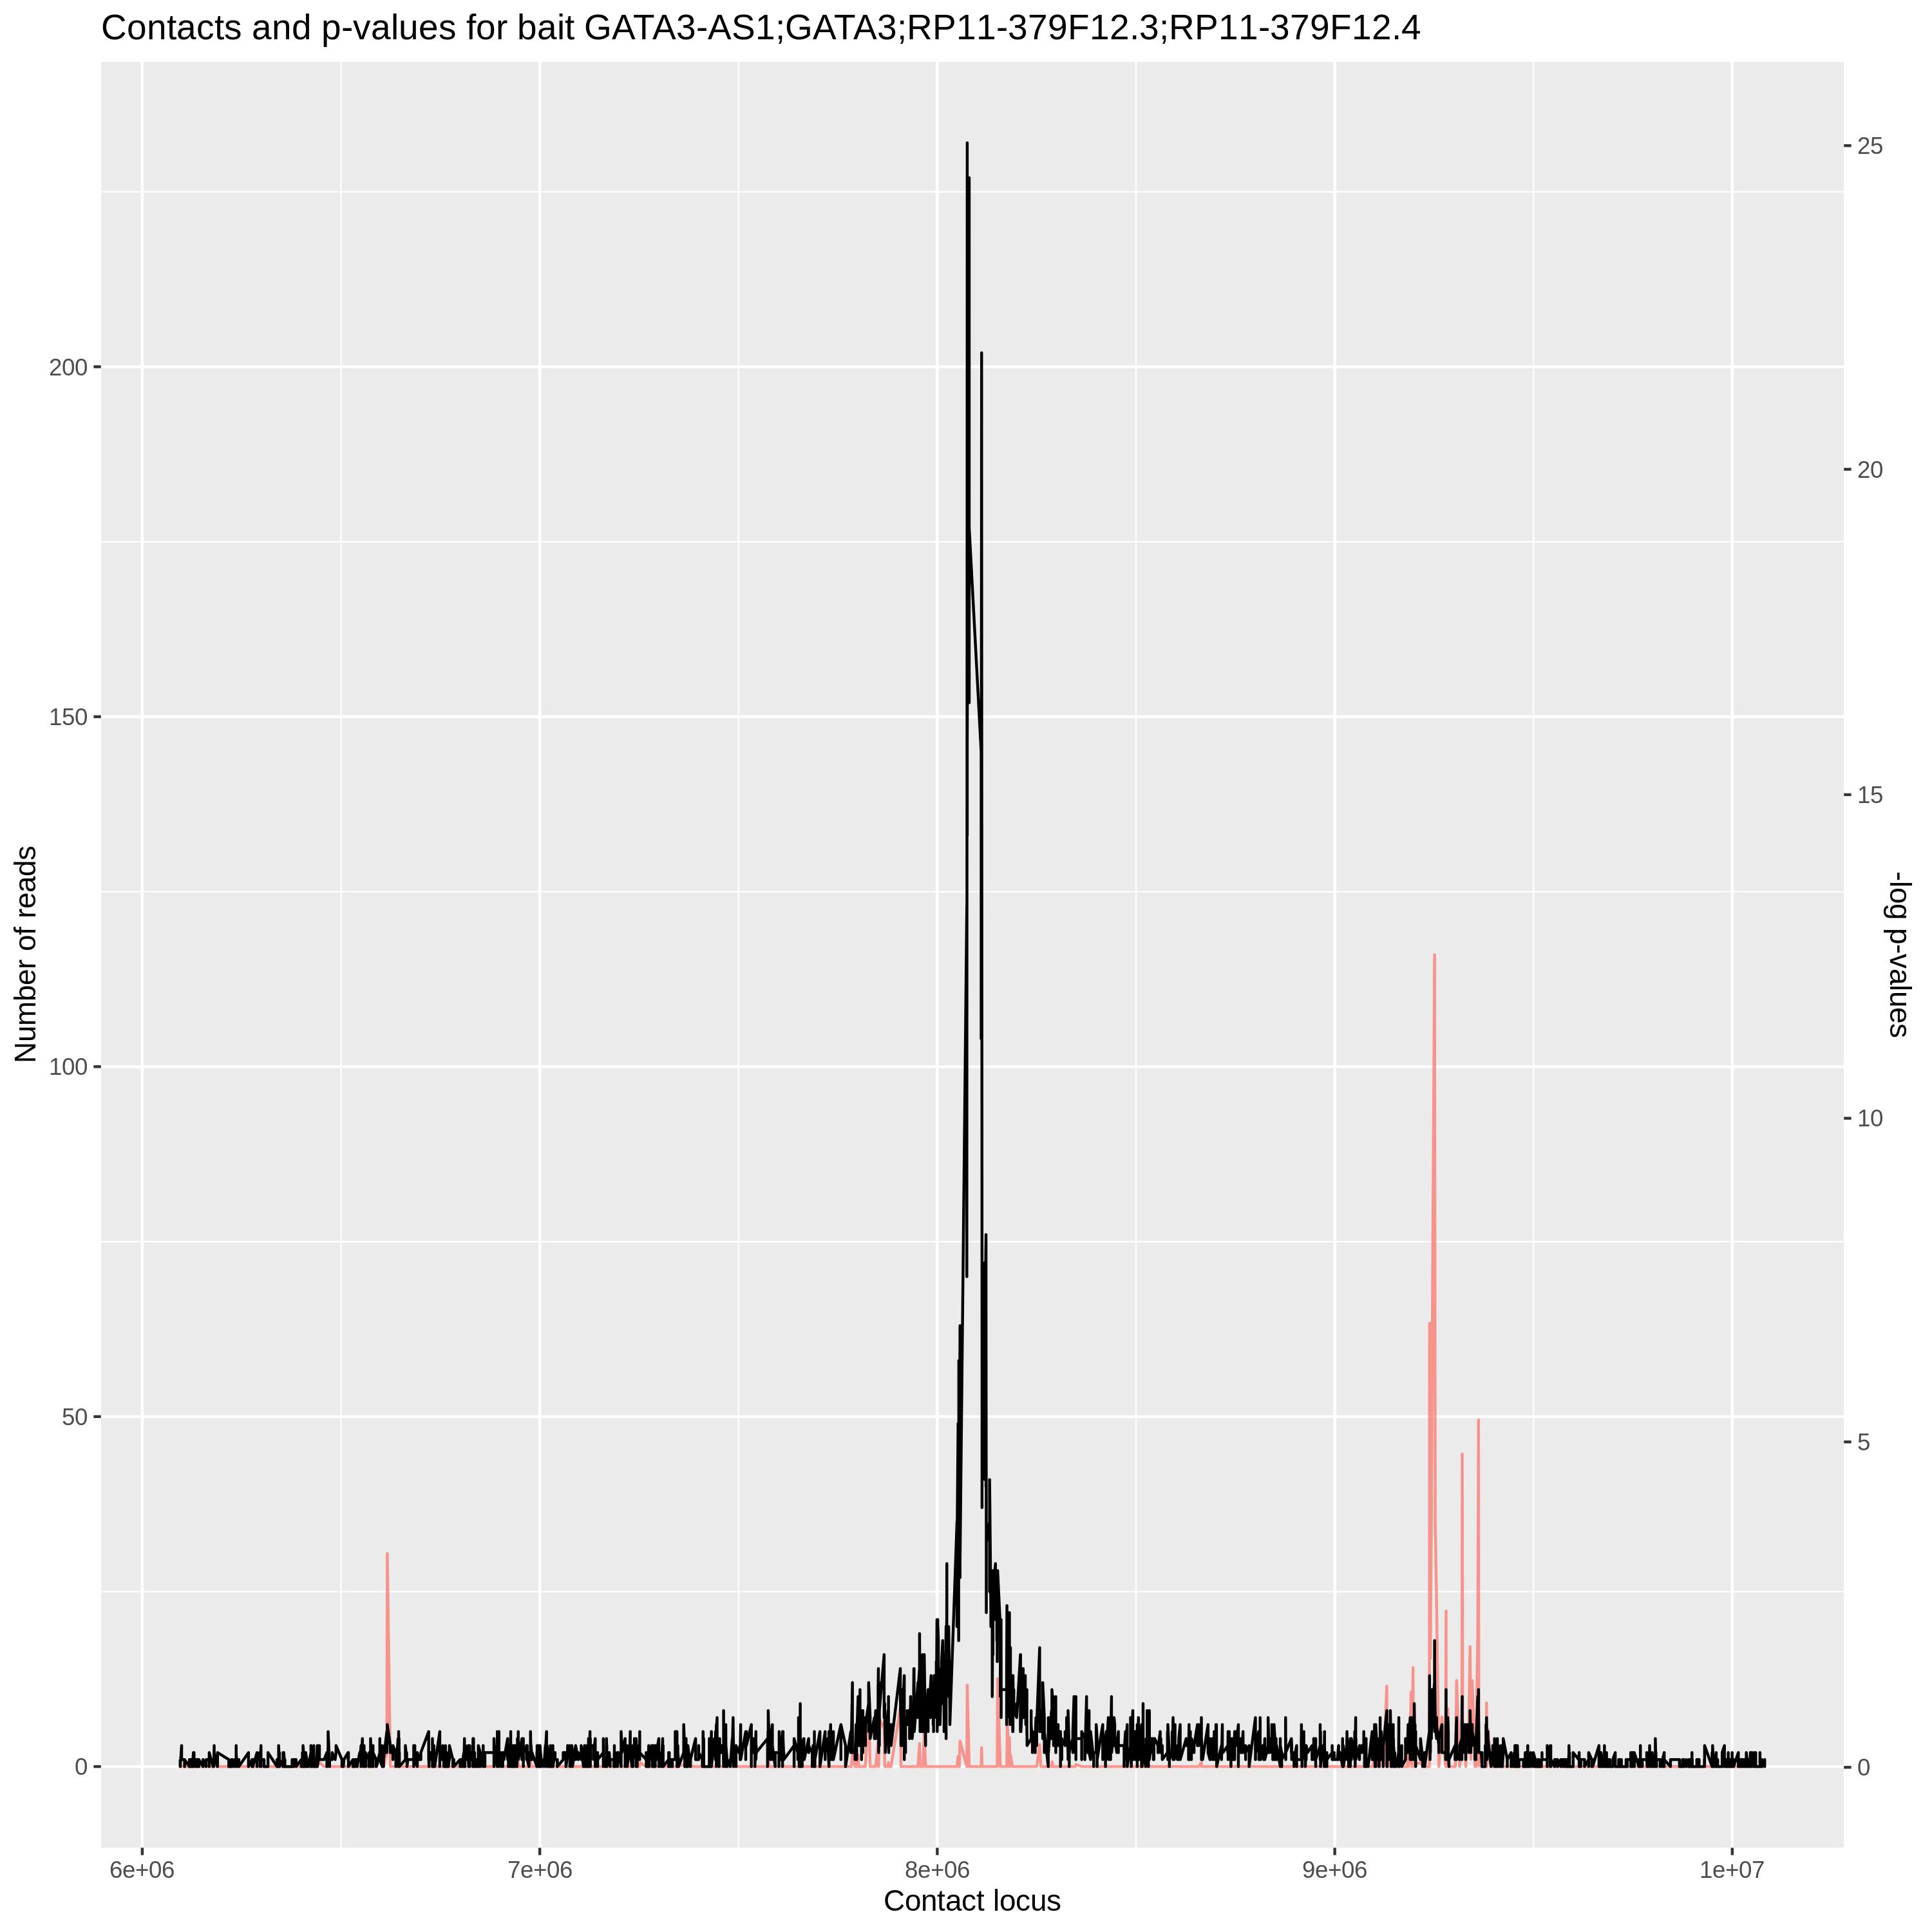 Contacts and p-values for bait GATA3-AS1;GATA3;RP11-379F12.3;RP11-379F12.4
Number of reads
200
150
100
50
0
25
20
15
10
5
0
-log p-values
6e+06 7e+06 8e+06 9e+06 1e+07
Contact locus